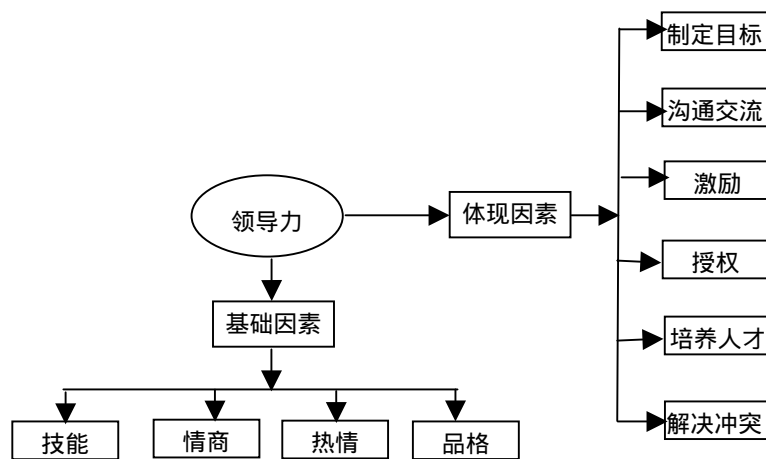 制定目标
沟通交流
激励
领导力
体现因素
授权
基础因素
培养人才
技能
情商
热情
品格
解决冲突